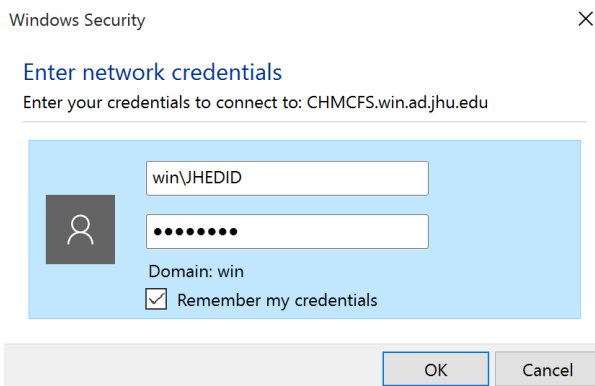 Windows Security
Enter network credentials
Enter your credentials to connect to: CHMCFS.win.ad.jhu.edu
win\JHEDID
●●●●●●●●
Domain: win
Remember my credentials
OK
Cancel